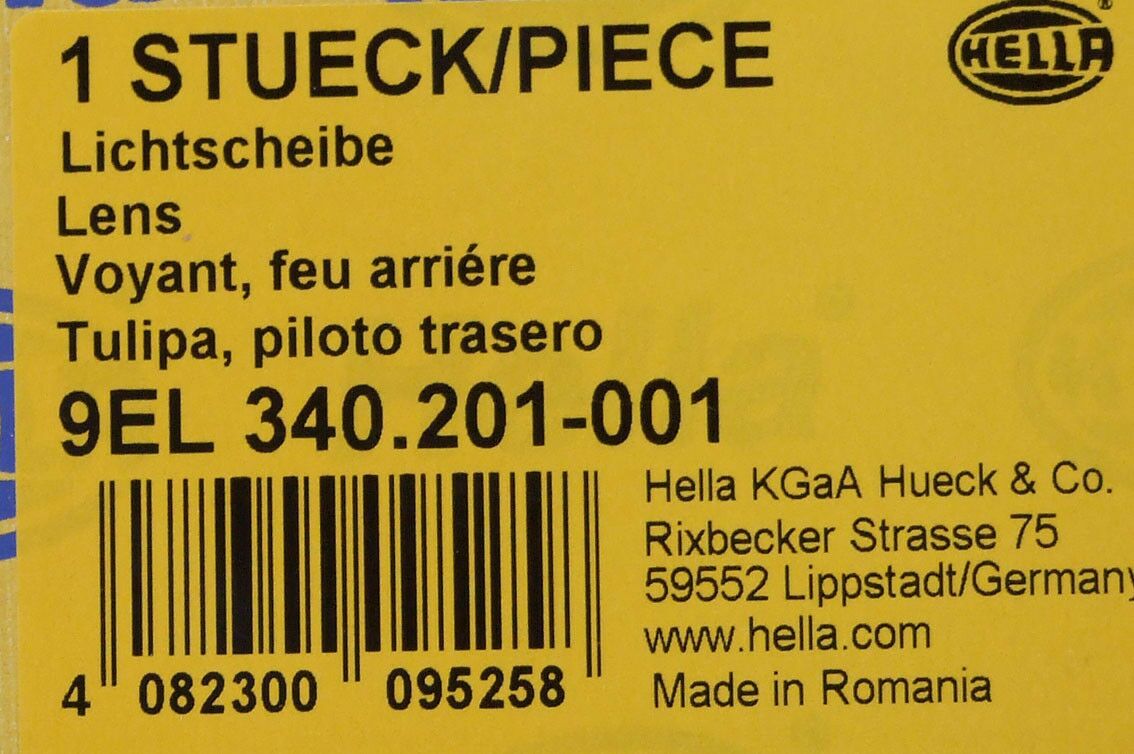 1 STUECK/PIECE
HELLA®
Lichtscheibe
Lens
Voyant, feu arriére
Tulipa, piloto trasero
9EL 340.201-001
Hella KGaA Hueck & Co.
Rixbecker Strasse 75
59552 Lippstadt/Germany
www.hella.com
Made in Romania
4 082300 095258